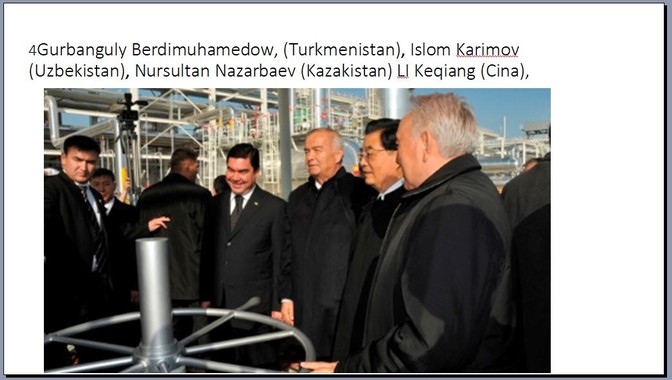 4Gurbanguly Berdimuhamedow, (Turkmenistan), Islom Karimov
(Uzbekistan), Nursultan Nazarbaev (Kazakistan) LI Keqiang (Cina),